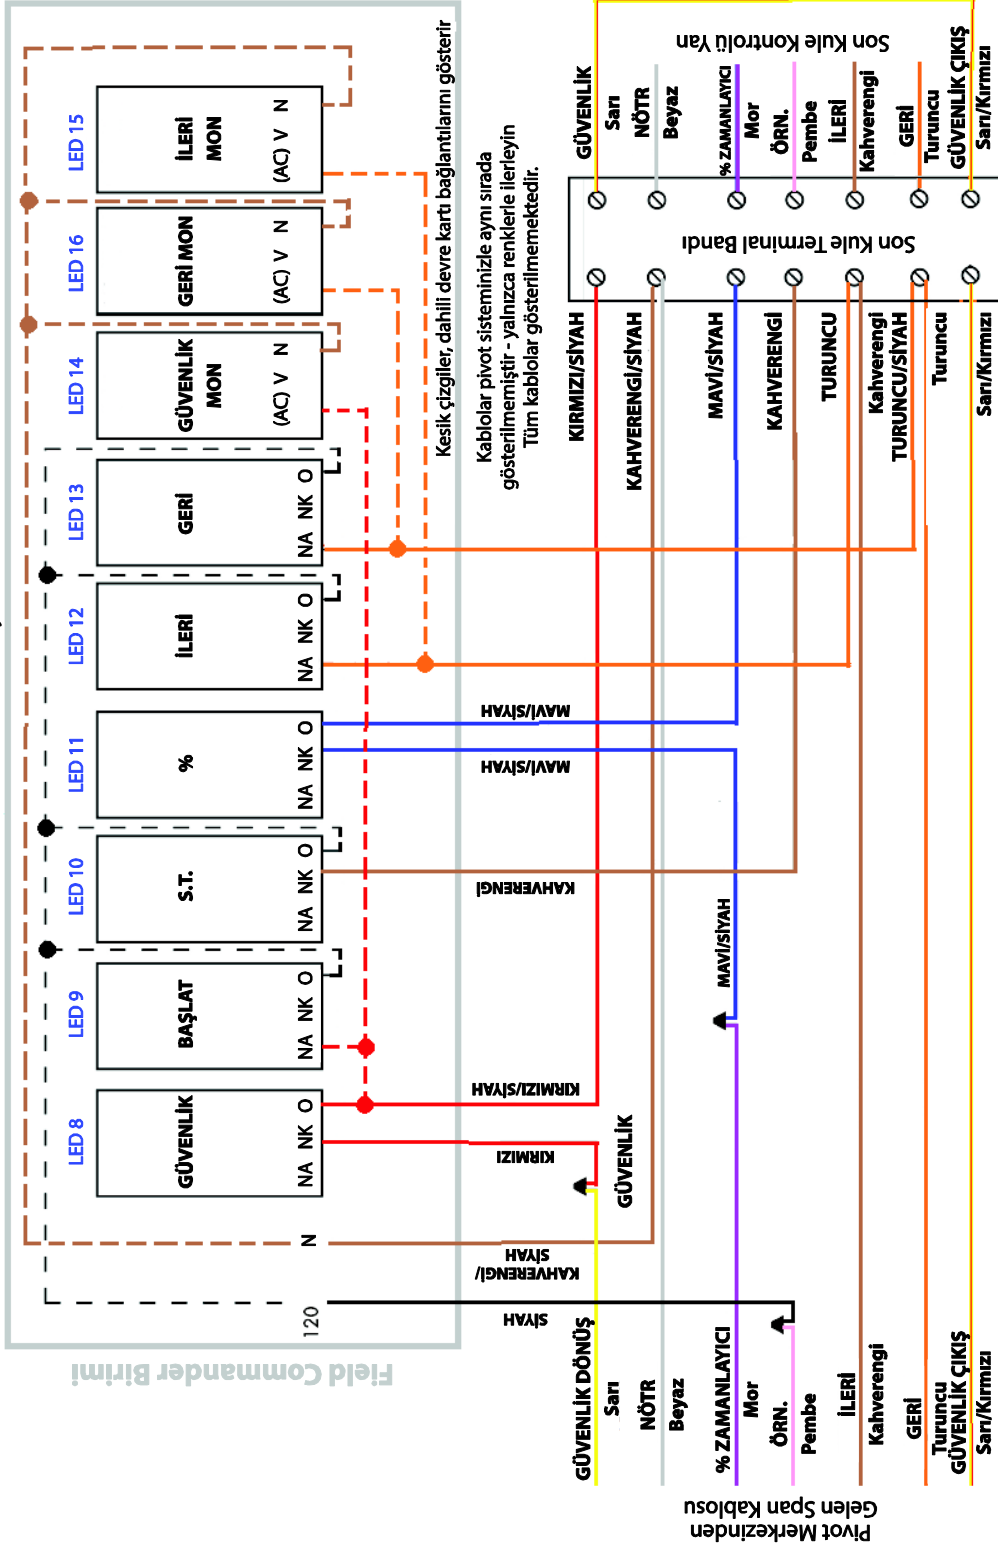 Field Commander Birimi
LED 8
GÜVENLİK
NA NK O
LED 9
BAŞLAT
NA NK O
LED 10
S.T.
NA NK O
LED 11
%
NA NK O
LED 12
İLERİ
NA NK O
LED 13
GERİ
NA NK O
LED 14
GÜVENLİK
MON
(AC) V N
LED 16
GERİ MON
(AC) V N
LED 15
İLERİ
MON
(AC) V N
120
N
Kesik çizgiler, dahili devre kartı bağlantılarını gösterir
Kablolar pivot sisteminizle aynı sırada
gösterilmemiştir - yalnızca renklerle ilerleyin
Tüm kablolar gösterilmemektedir.
SİYAH
KAHVERENGİ/
SİYAH
KIRMIZI
KIRMIZI/SİYAH
KAHVERENGİ
MAVİ/SİYAH
MAVİ/SİYAH
GÜVENLİK
MAVİ/SİYAH
Pivot Merkezinden
Gelen Span Kablosu
GÜVENLİK DÖNÜŞ
Sarı
NÖTR
Beyaz
% ZAMANLAYICI
Mor
ÖRN.
Pembe
İLERİ
Kahverengi
GERİ
Turuncu
GÜVENLİK ÇIKIŞ
Sarı/Kırmızı
KIRMIZI/SİYAH
KAHVERENGİ/SİYAH
MAVİ/SİYAH
KAHVERENGİ
TURUNCU
Kahverengi
TURUNCU/SİYAH
Turuncu
Sarı/Kırmızı
Son Kule Terminal Bandı
Son Kule Kontrolü Yan
GÜVENLİK
Sarı
NÖTR
Beyaz
% ZAMANLAYICI
Mor
ÖRN.
Pembe
İLERİ
Kahverengi
GERİ
Turuncu
GÜVENLİK ÇIKIŞ
Sarı/Kırmızı